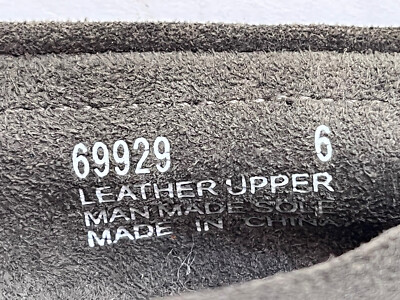 69929 6
LEATHER UPPER
MAN MADE SOLE
MADE IN CHINA